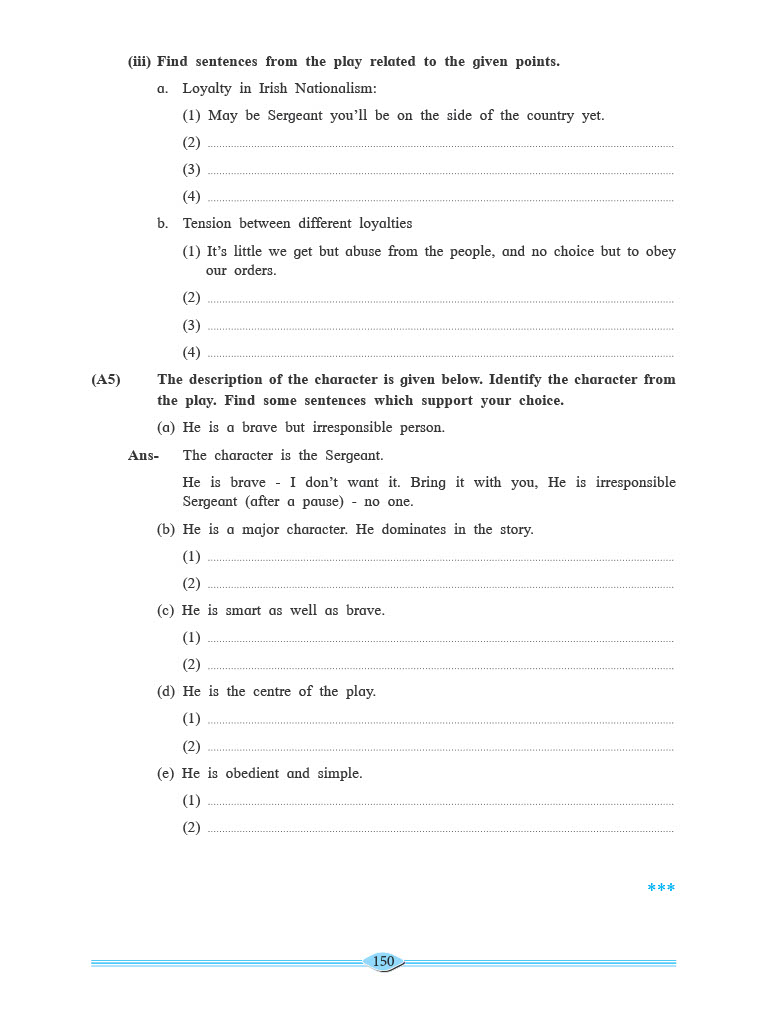 (iii) Find sentences from the play related to the given points.
a. Loyalty in Irish Nationalism:
(1) May be Sergeant you’ll be on the side of the country yet.
(2)
(3)
(4)
b. Tension between different loyalties
(1) It’s little we get but abuse from the people, and no choice but to obey
our orders.
(2)
(3)
(4)
(A5) The description of the character is given below. Identify the character from
the play. Find some sentences which support your choice.
(a) He is a brave but irresponsible person.
Ans- The character is the Sergeant.
He is brave - I don’t want it. Bring it with you, He is irresponsible
Sergeant (after a pause) - no one.
(b) He is a major character. He dominates in the story.
(1)
(2)
(c) He is smart as well as brave.
(1)
(2)
(d) He is the centre of the play.
(1)
(2)
(e) He is obedient and simple.
(1)
(2)
***
150